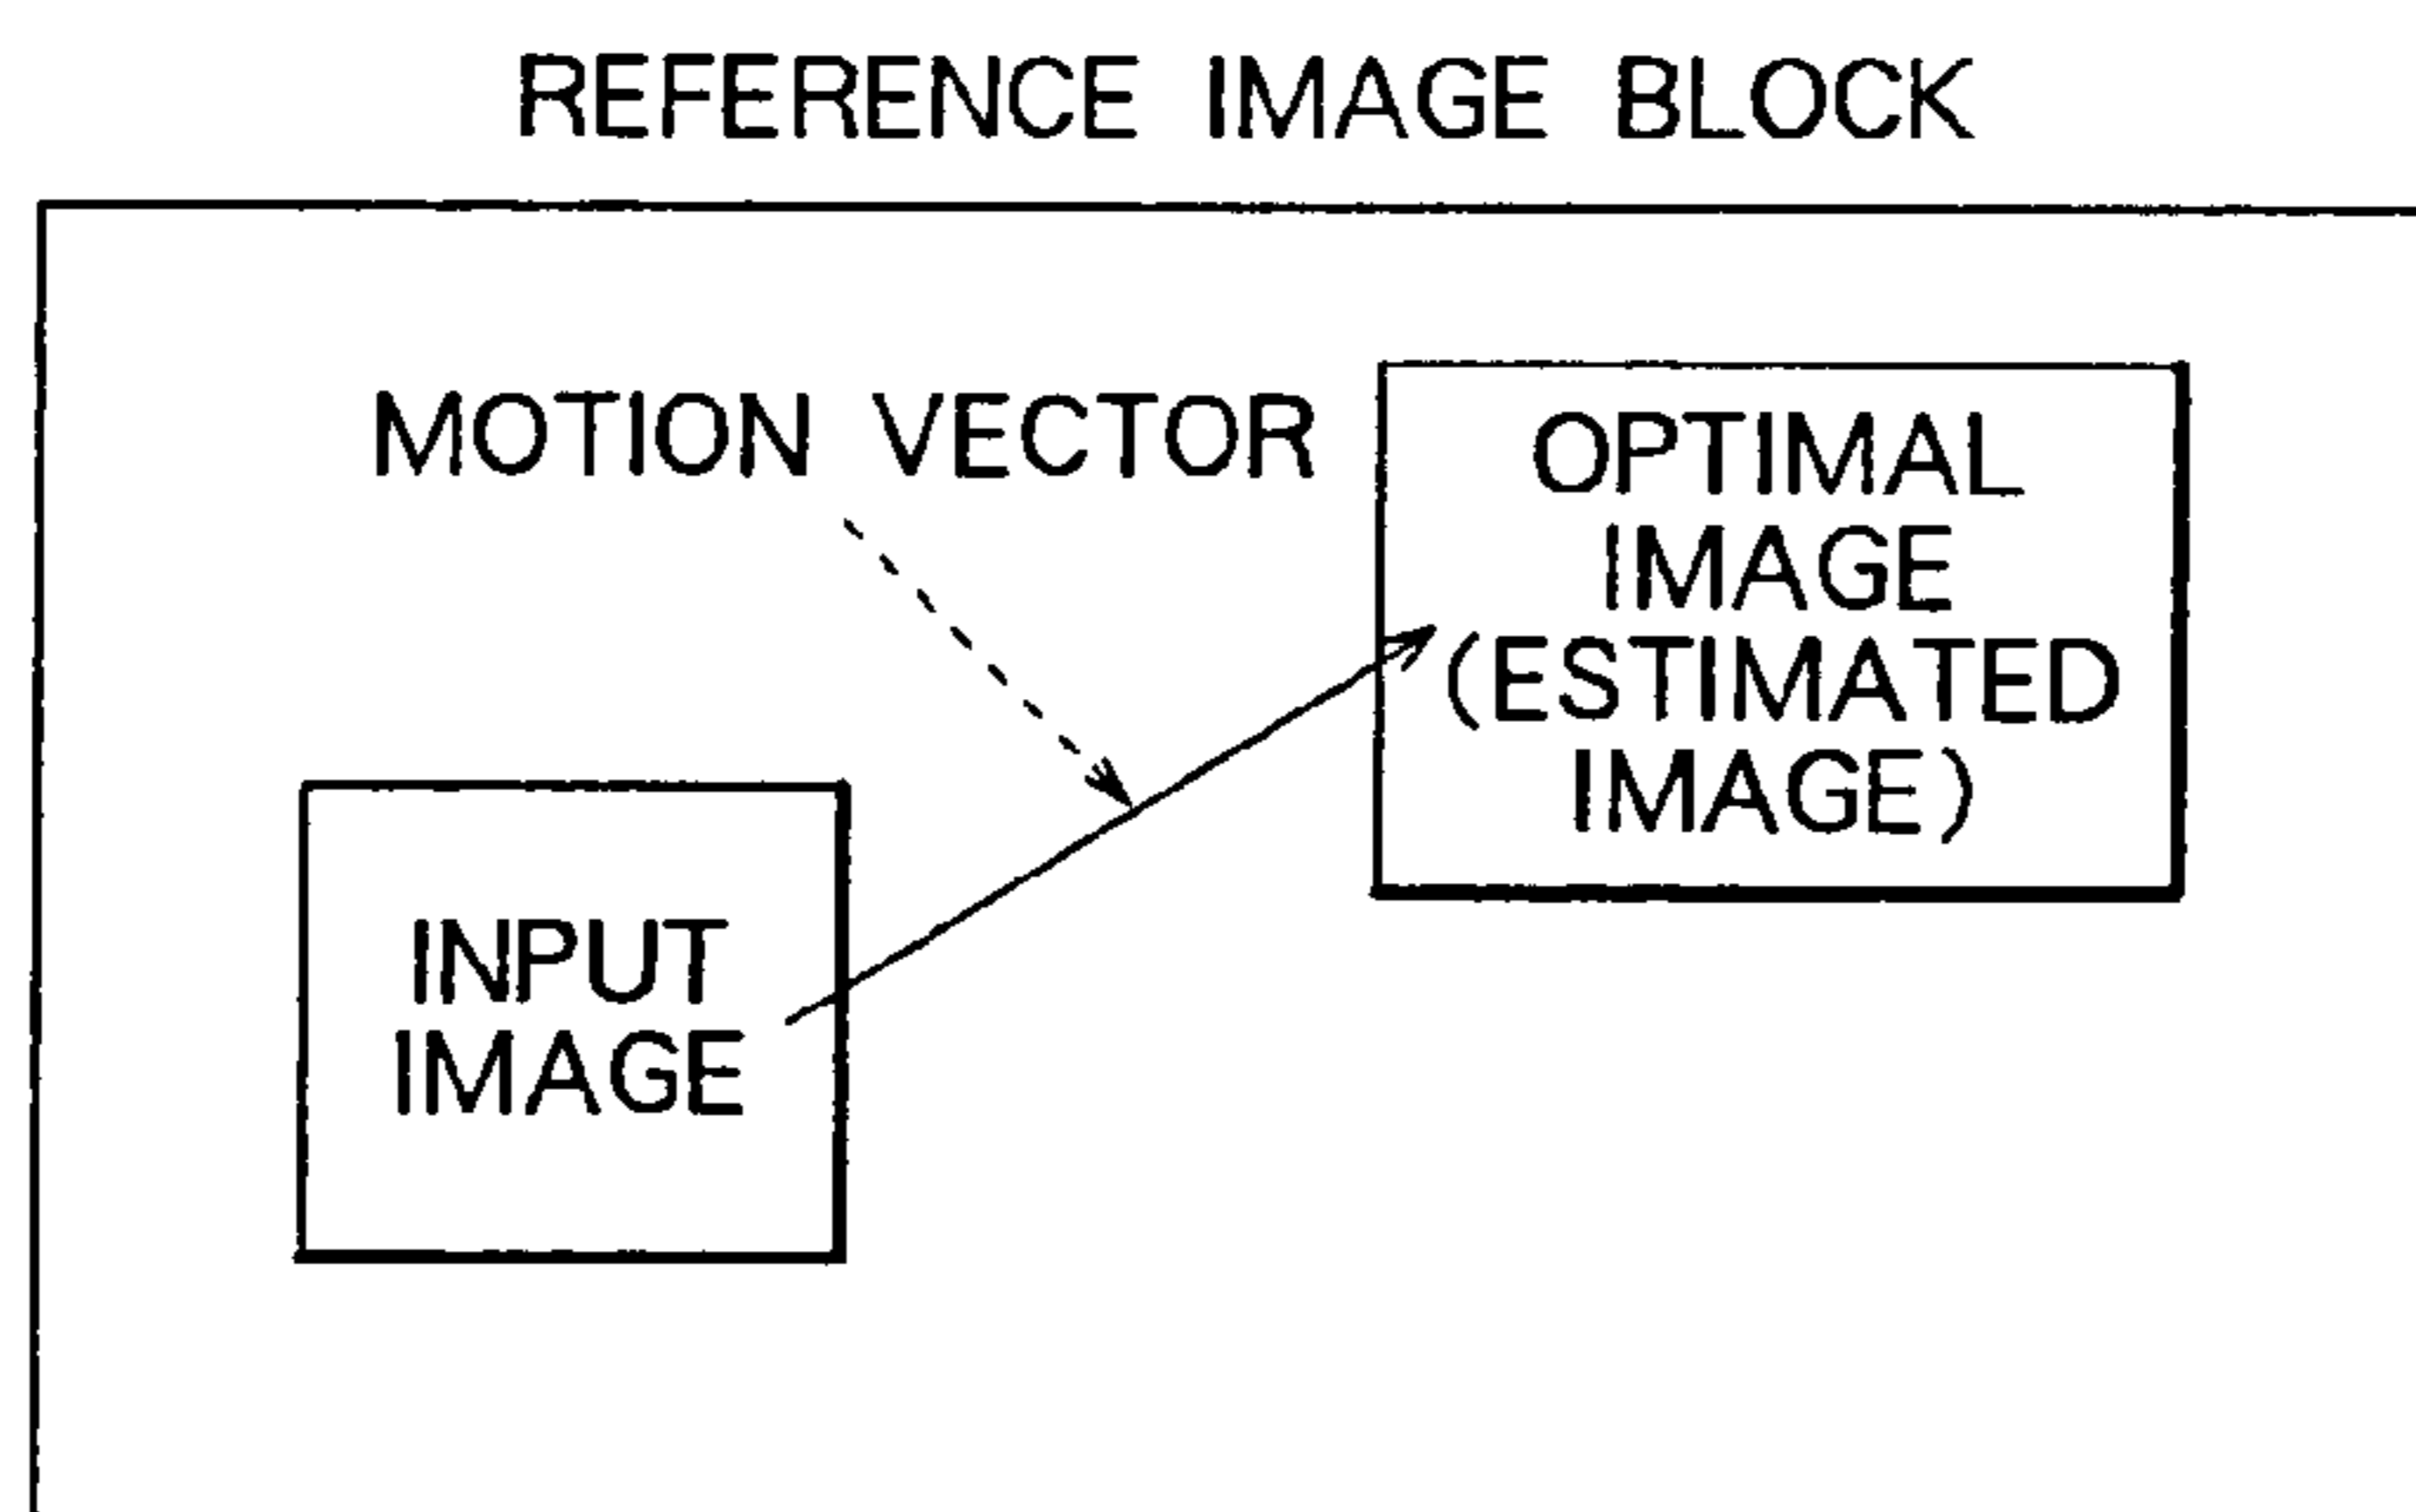 REFERENCE IMAGE BLOCK
MOTION VECTOR
OPTIMAL
IMAGE
(ESTIMATED
IMAGE)
INPUT
IMAGE